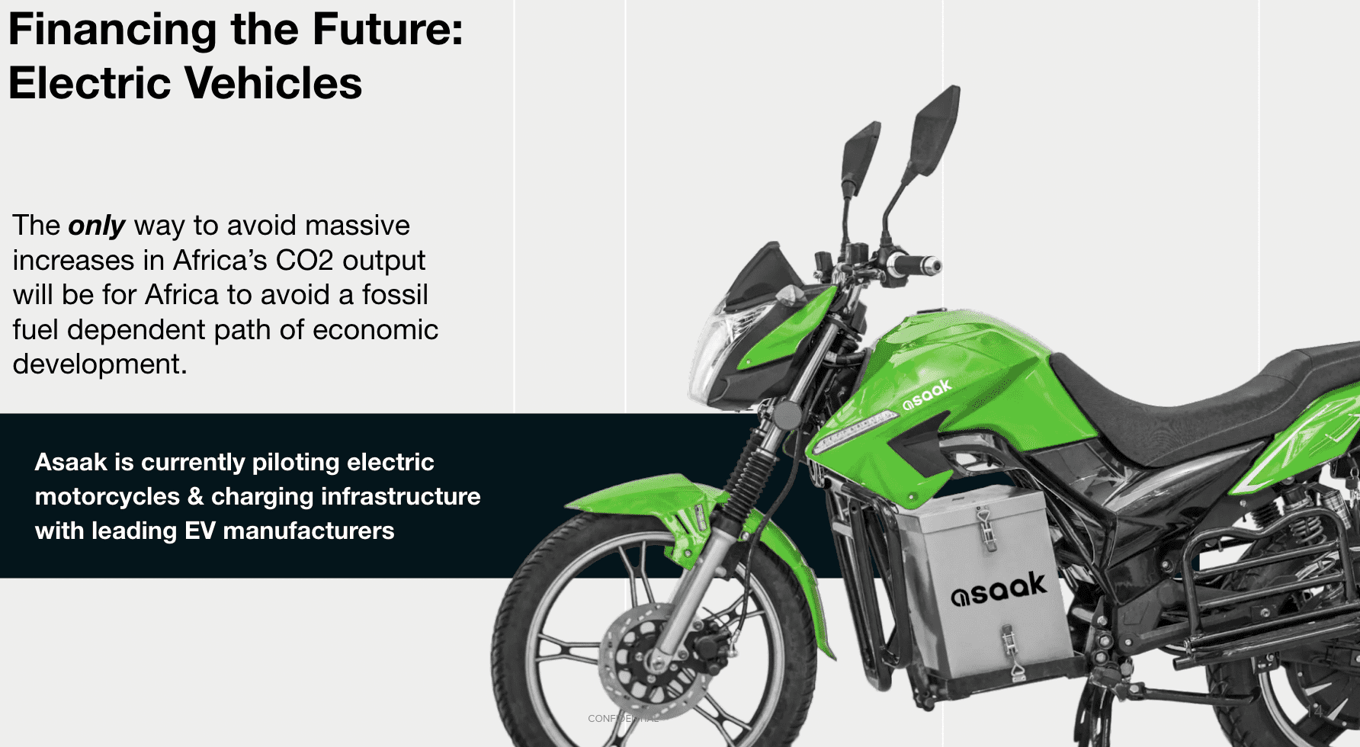 Financing the Future:
Electric Vehicles
The only way to avoid massive
increases in Africa’s CO2 output
will be for Africa to avoid a fossil
fuel dependent path of economic
development.
Asaak is currently piloting electric
motorcycles & charging infrastructure
with leading EV manufacturers
asaak
asaak
CONFIDENTIAL